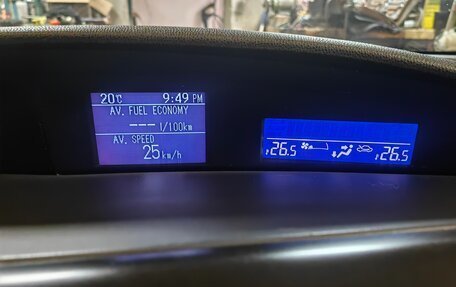 20°C 9:49 PM
AV. FUEL ECONOMY
--- l/100km
AV. SPEED
25 km/h
26.5 26.5